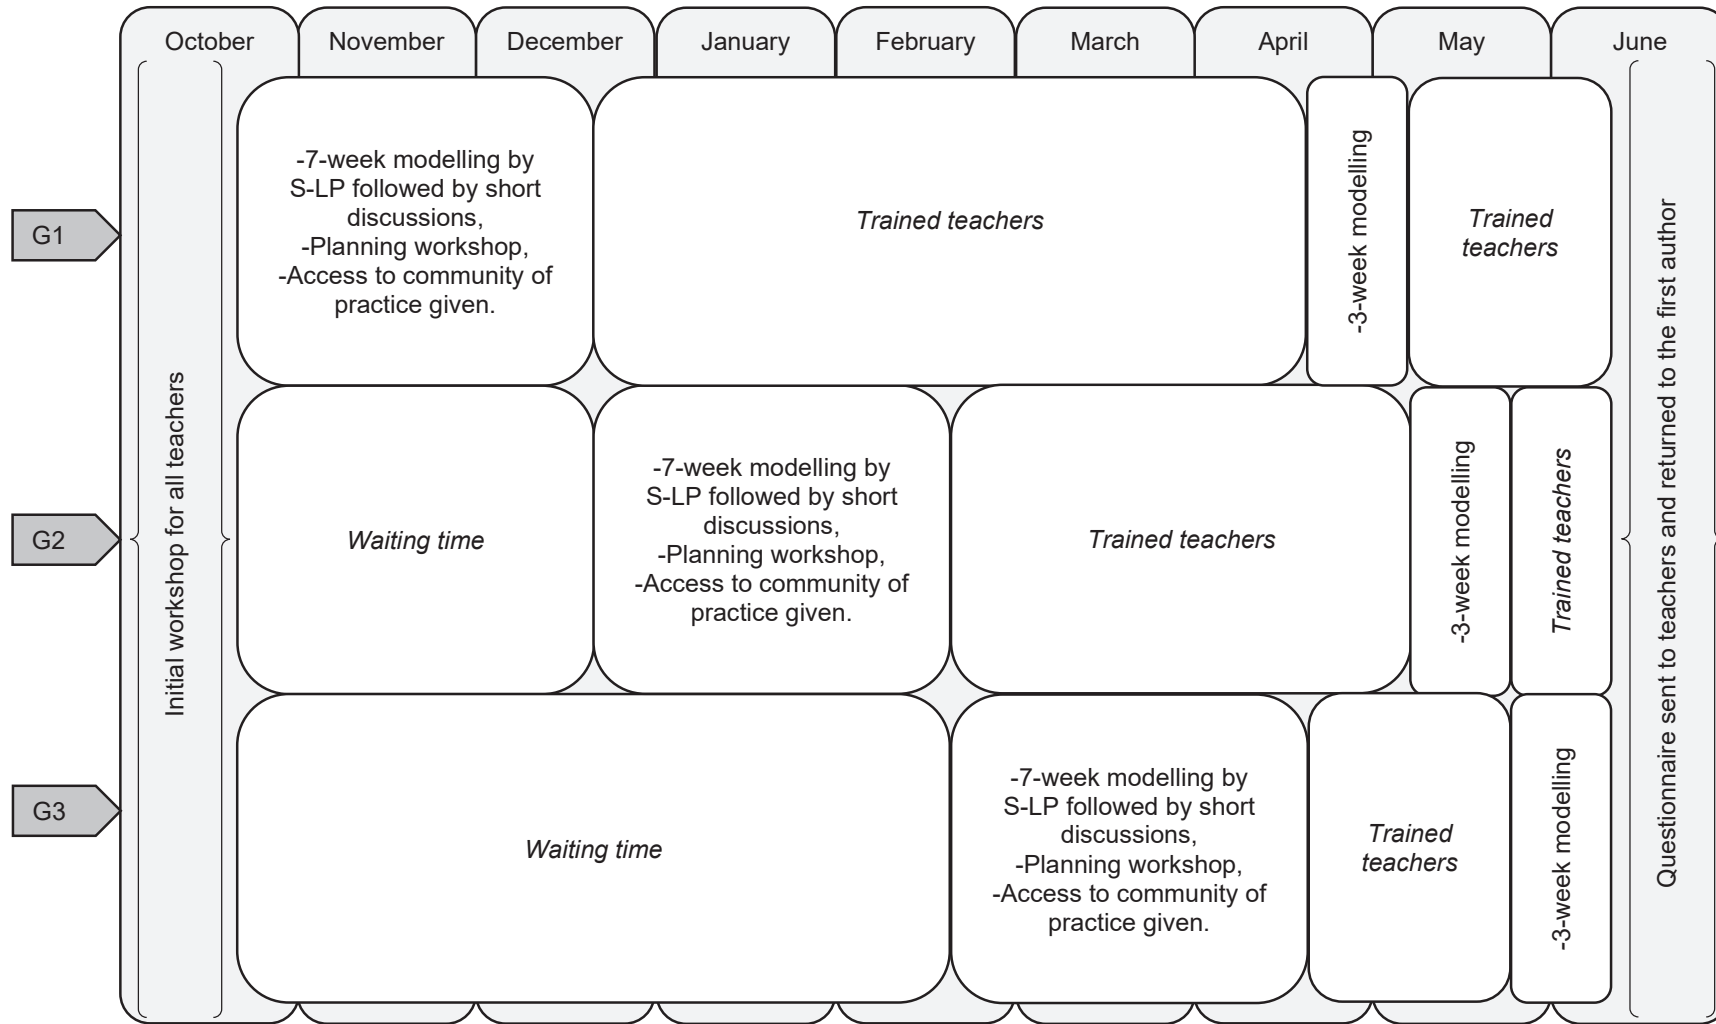 October
November
December
January
February
March
April
May
June
Initial workshop for all teachers
G1
-7-week modelling by
S-LP followed by short
discussions,
-Planning workshop,
-Access to community of
practice given.
Trained teachers
-3-week modelling
Trained
teachers
G2
Waiting time
-7-week modelling by
S-LP followed by short
discussions,
-Planning workshop,
-Access to community of
practice given.
Trained teachers
-3-week modelling
Trained teachers
G3
Waiting time
-7-week modelling by
S-LP followed by short
discussions,
-Planning workshop,
-Access to community of
practice given.
Trained
teachers
-3-week modelling
Questionnaire sent to teachers and returned to the first author